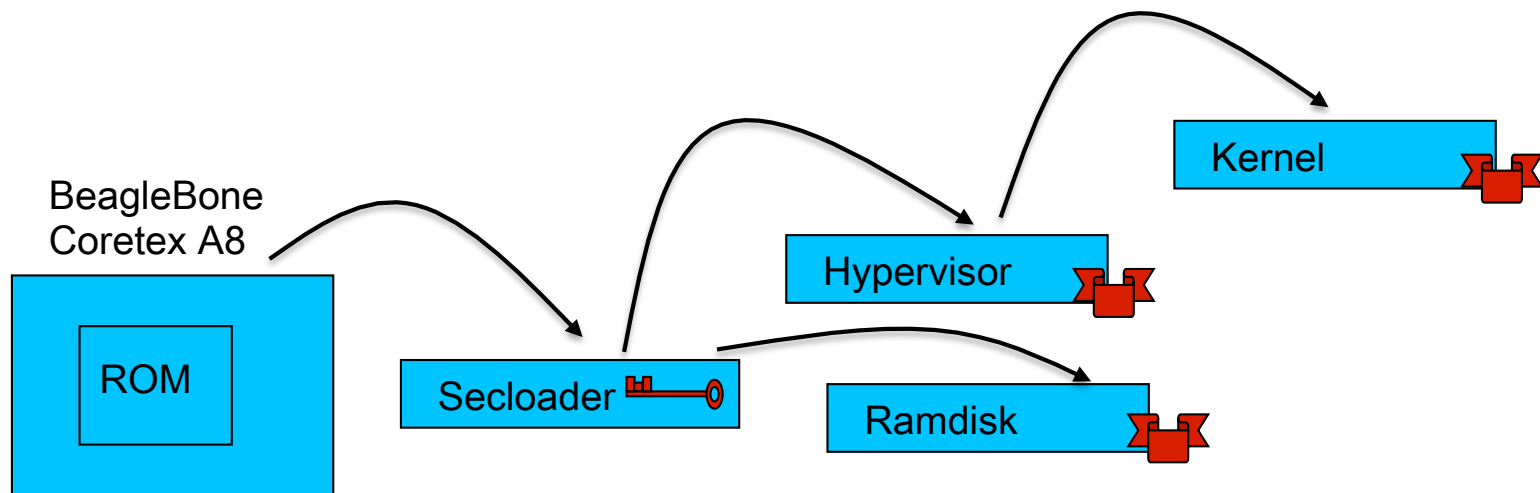 BeagleBone
Coretex A8
ROM
Secloader
Hypervisor
Ramdisk
Kernel